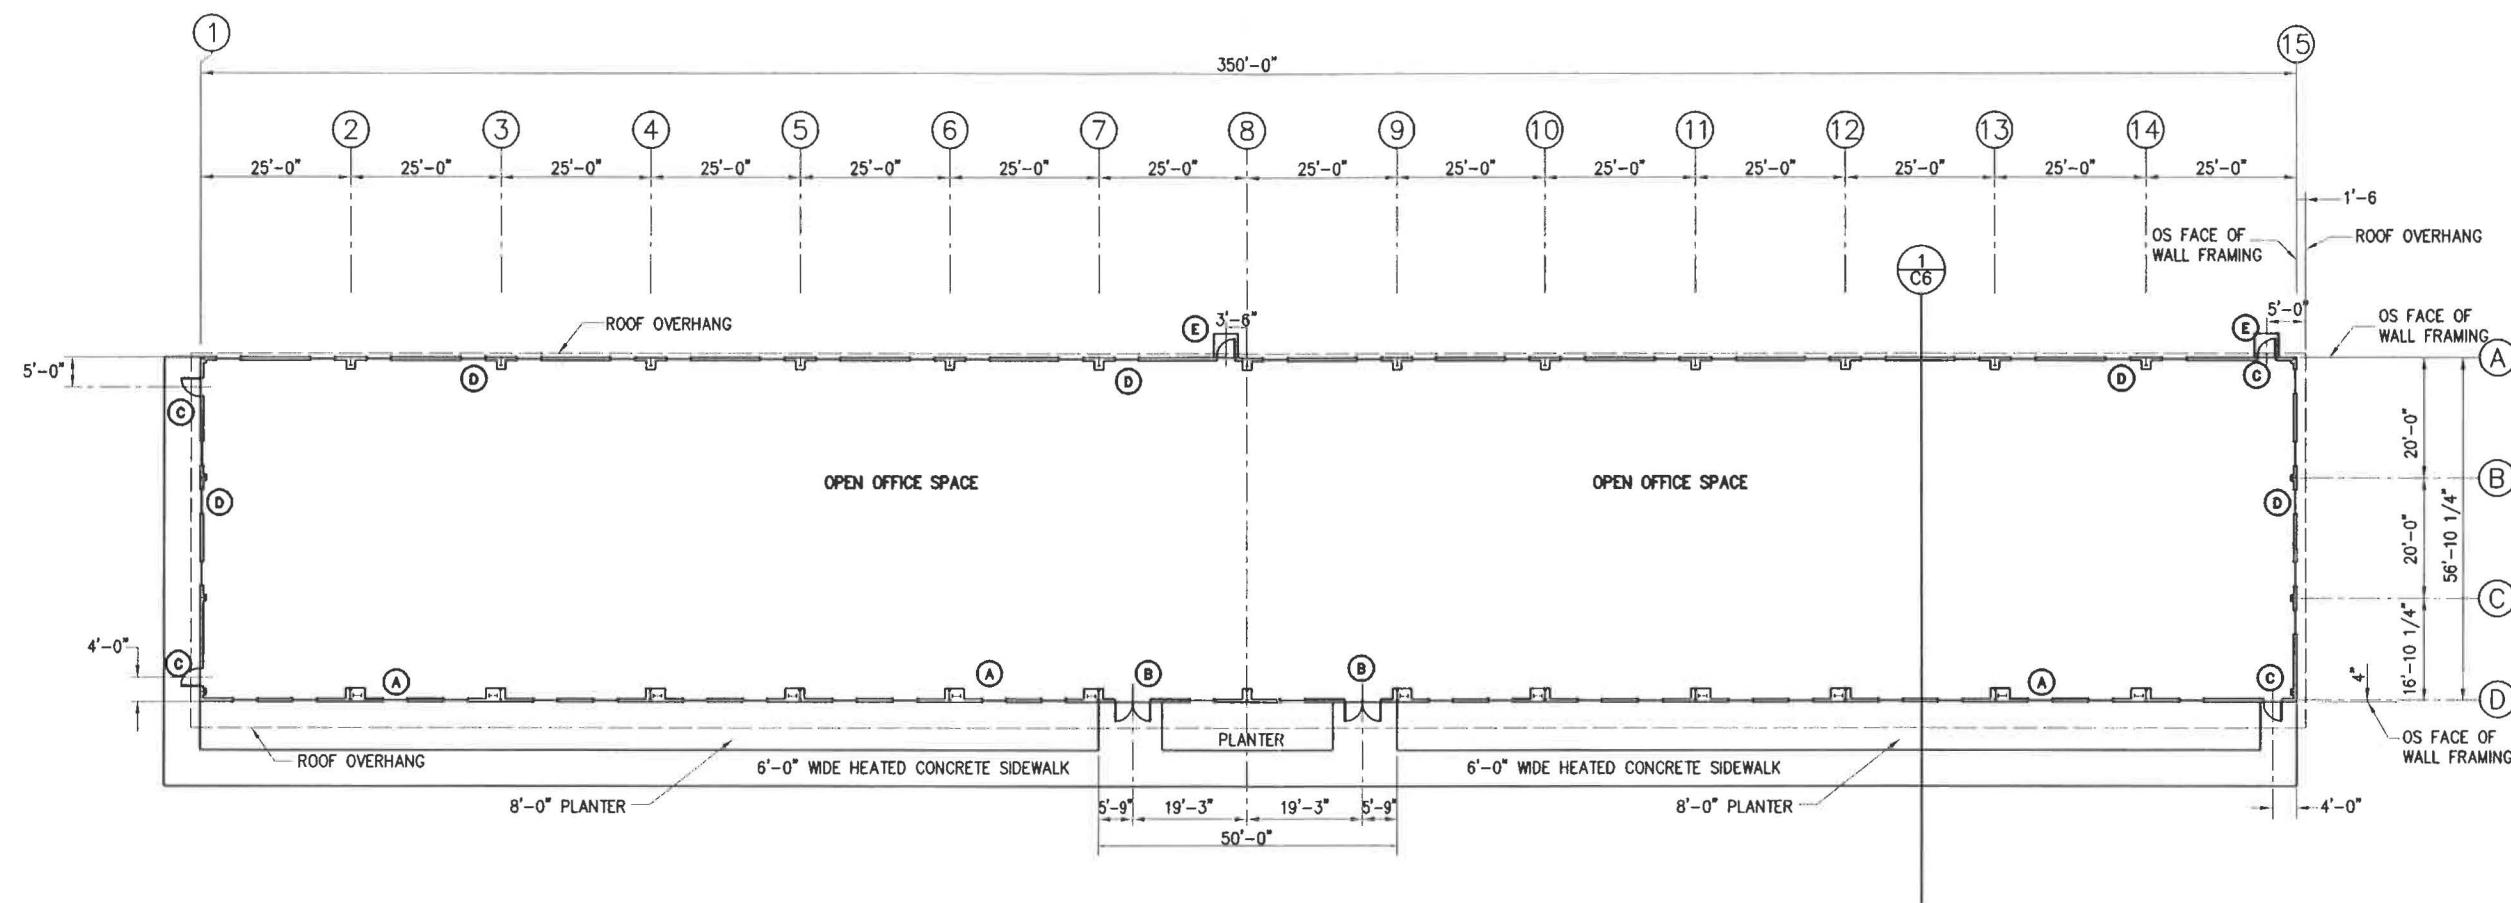 1
15
350'-0"
2
3
4
5
6
7
8
9
10
11
12
13
14
25'-0"
25'-0"
25'-0"
25'-0"
25'-0"
25'-0"
25'-0"
25'-0"
25'-0"
25'-0"
25'-0"
25'-0"
25'-0"
25'-0"
1'-6
OS FACE OF
WALL FRAMING
ROOF OVERHANG
1
C6
ROOF OVERHANG
E
3'-6"
E
5'-0"
OS FACE OF
WALL FRAMING
A
5'-0"
D
D
D
C
C
20'-0"
OPEN OFFICE SPACE
OPEN OFFICE SPACE
B
D
D
20'-0"
56'-10 1/4"
C
4'-0"
C
A
A
B
B
A
C
4"
16'-10 1/4"
D
PLANTER
OS FACE OF
WALL FRAMING
ROOF OVERHANG
6'-0" WIDE HEATED CONCRETE SIDEWALK
6'-0" WIDE HEATED CONCRETE SIDEWALK
8'-0" PLANTER
5'-9"
19'-3"
19'-3"
5'-9"
8'-0" PLANTER
4'-0"
50'-0"